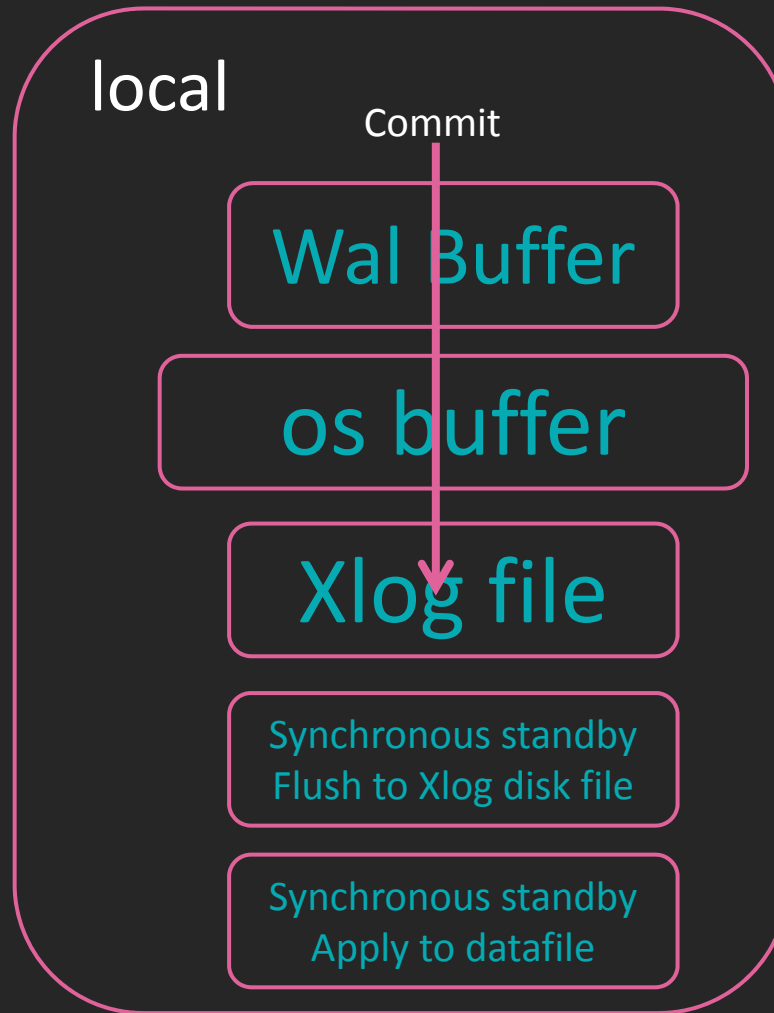 local
Commit
Wal Buffer
os buffer
Xlog file
Synchronous standby
Flush to Xlog disk file
Synchronous standby
Apply to datafile